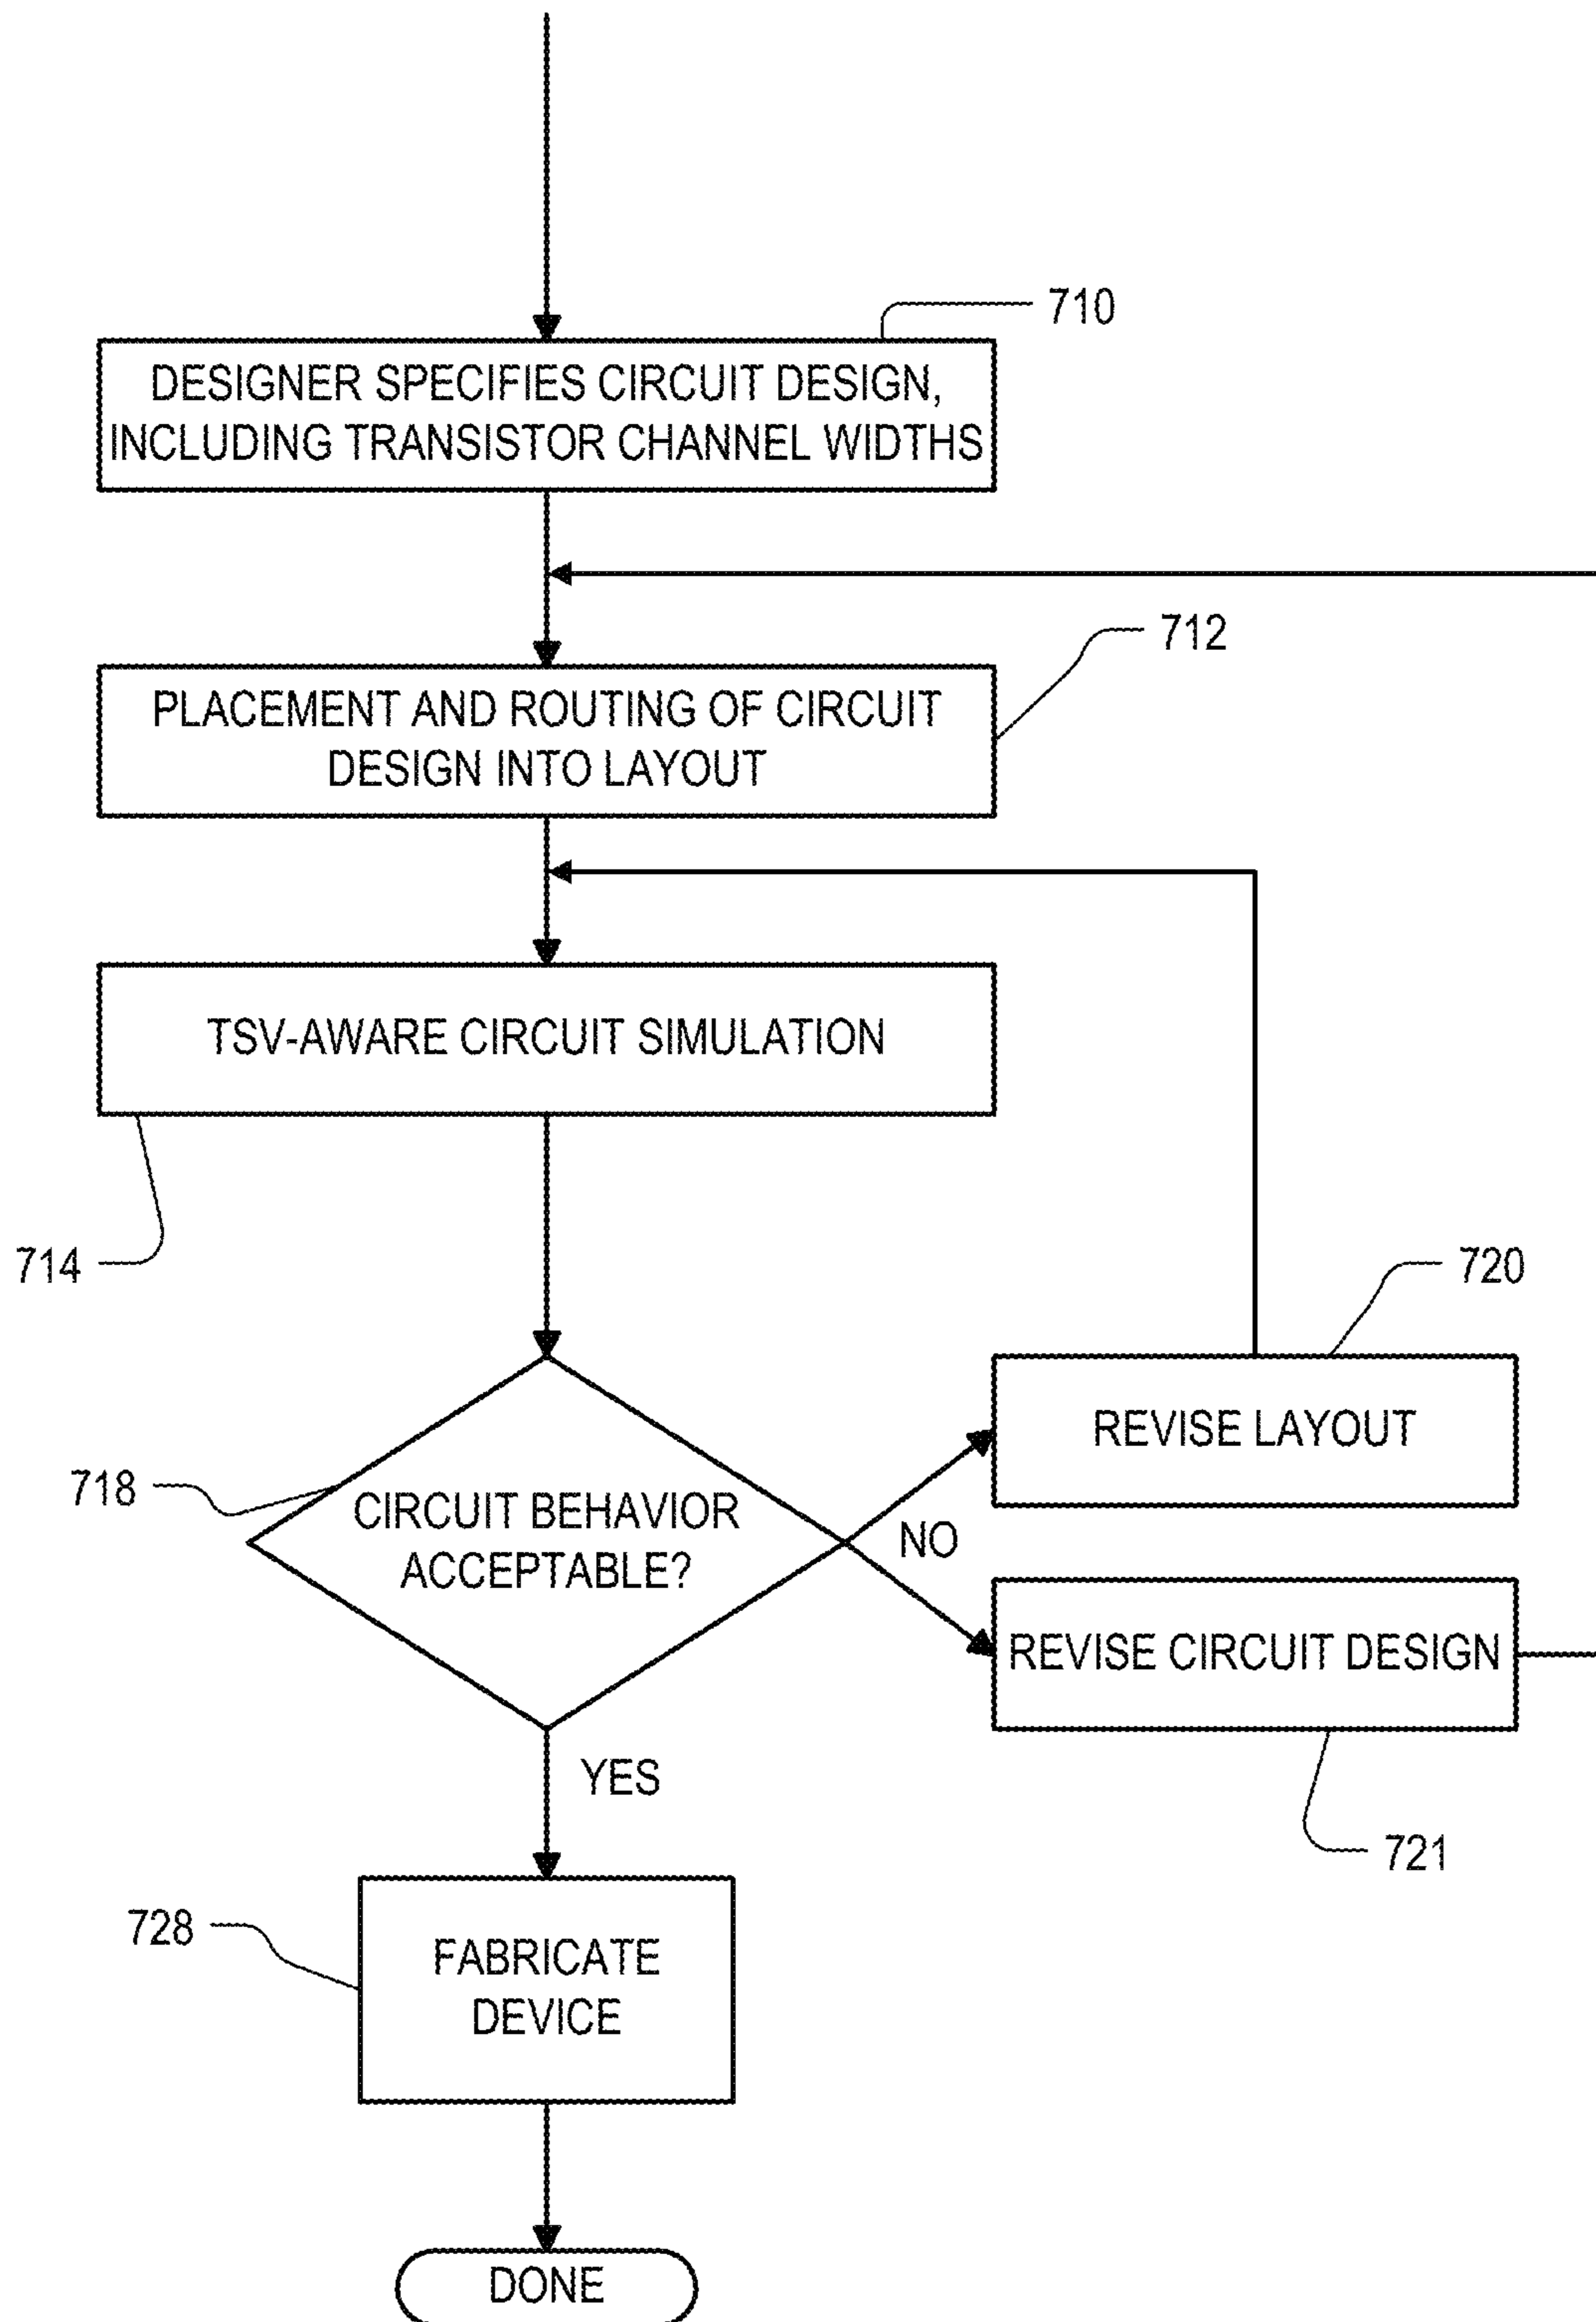 710
DESIGNER SPECIFIES CIRCUIT DESIGN,
INCLUDING TRANSISTOR CHANNEL WIDTHS
712
PLACEMENT AND ROUTING OF CIRCUIT
DESIGN INTO LAYOUT
TSV-AWARE CIRCUIT SIMULATION
714
720
REVISE LAYOUT
718
CIRCUIT BEHAVIOR
ACCEPTABLE?
NO
REVISE CIRCUIT DESIGN
YES
721
728
FABRICATE
DEVICE
DONE